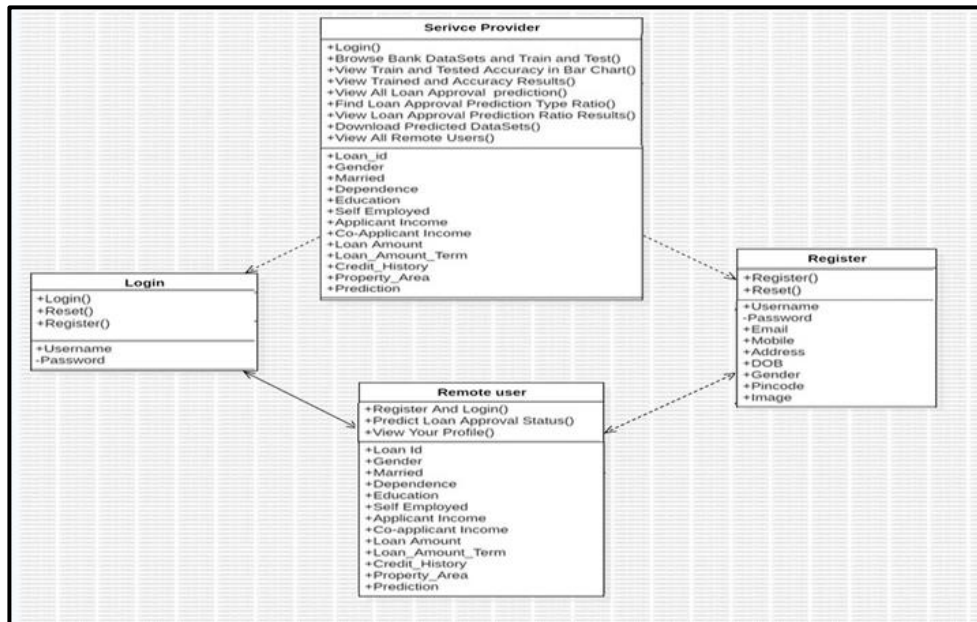 Serivce Provider
+Login()
+Browse Bank DataSets and Train and Test()
+View Train and Tested Accuracy in Bar Chart()
+View Trained and Accuracy Results()
+View All Loan Approval prediction()
+Find Loan Approval Prediction Type Ratio()
+View Loan Approval Prediction Ratio Results()
+Download Predicted DataSets()
+View All Remote Users()
+Loan_id
+Gender
+Married
+Dependence
+Education
+Self Employed
+Applicant Income
+Co-Applicant Income
+Loan Amount
+Loan_Amount_Term
+Credit_History
+Property_Area
+Prediction
Login
+Login()
+Reset()
+Register()
+Username
-Password
Register
+Register()
+Reset()
+Username
-Password
+Email
+Mobile
+Address
+DOB
+Gender
+Pincode
+Image
Remote user
+Register And Login()
+Predict Loan Approval Status()
+View Your Profile()
+Loan Id
+Gender
+Married
+Dependence
+Education
+Self Employed
+Applicant Income
+Co-applicant Income
+Loan Amount
+Loan_Amount_Term
+Credit_History
+Property_Area
+Prediction